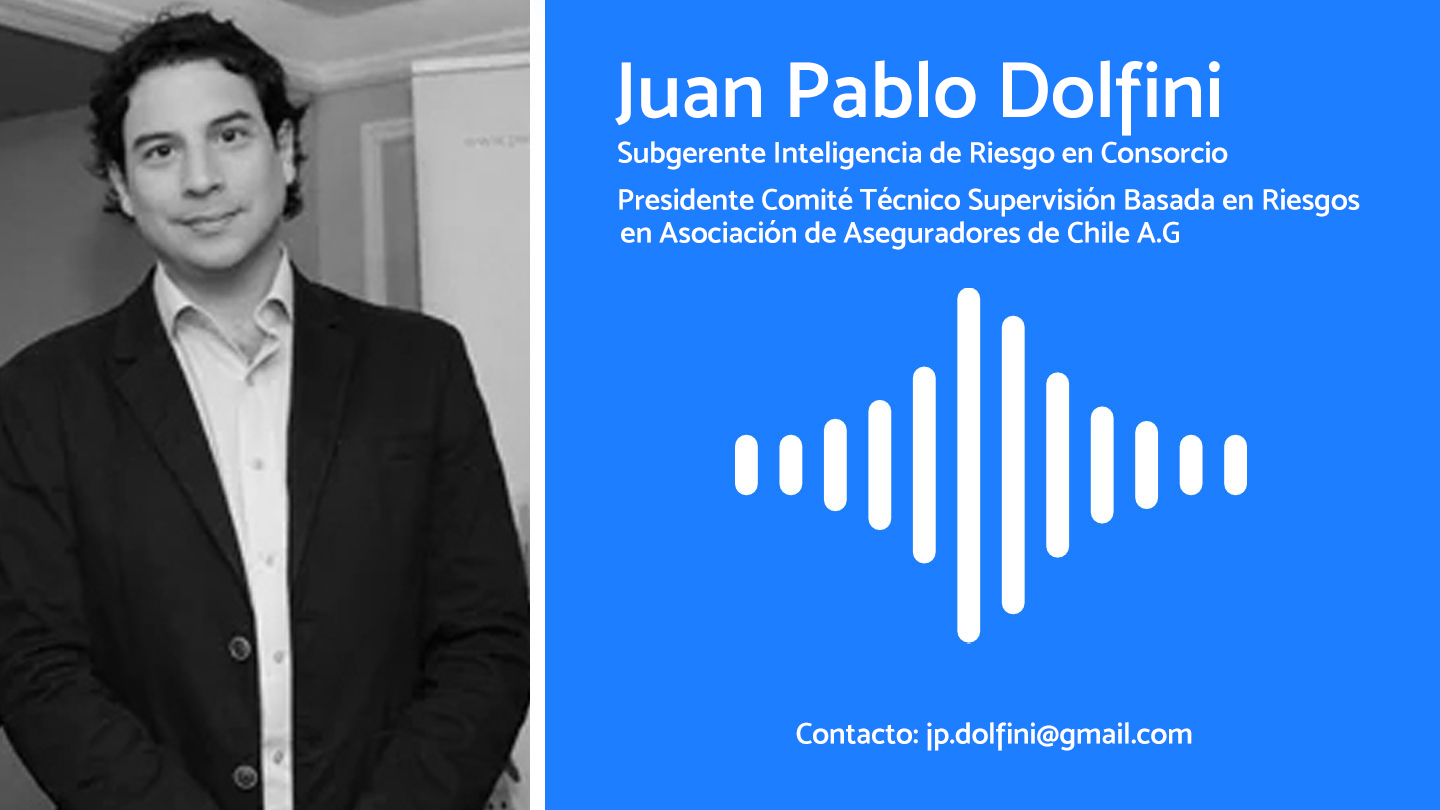 Juan Pablo Dolfini
Subgerente Inteligencia de Riesgo en Consorcio
Presidente Comité Técnico Supervisión Basada en Riesgos
en Asociación de Aseguradores de Chile A.G
Contacto: jp.dolfini@gmail.com